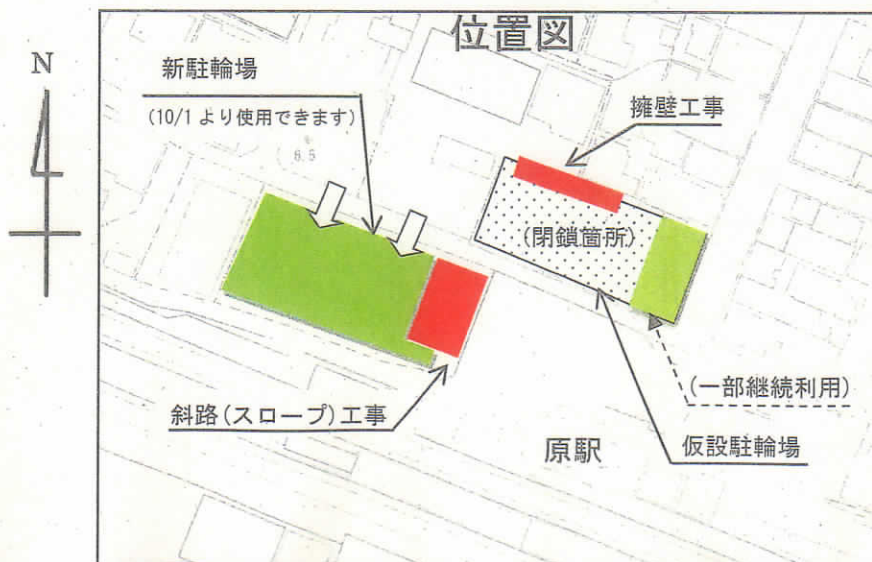 位置図
N
新駐輪場
(10/1 より使用できます)
6.5
擁壁工事
(閉鎖箇所)
(一部継続利用)
斜路(スロープ)工事
原駅
仮設駐輪場